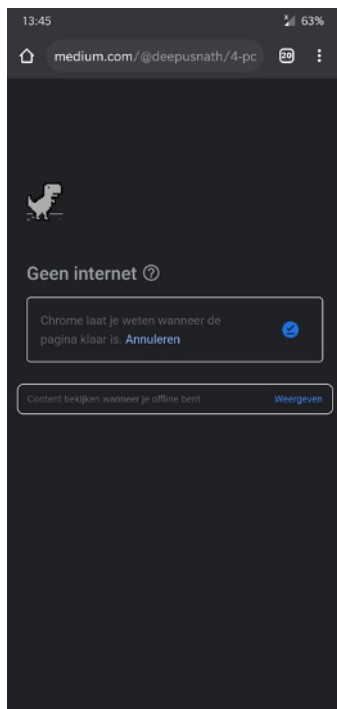 13:45
63%
medium.com/@deepusnath/4-pc
20
Geen internet
Chrome laat je weten wanneer de
pagina klaar is. Annuleren
Content bekijken wanneer je offline bent
Weergeven